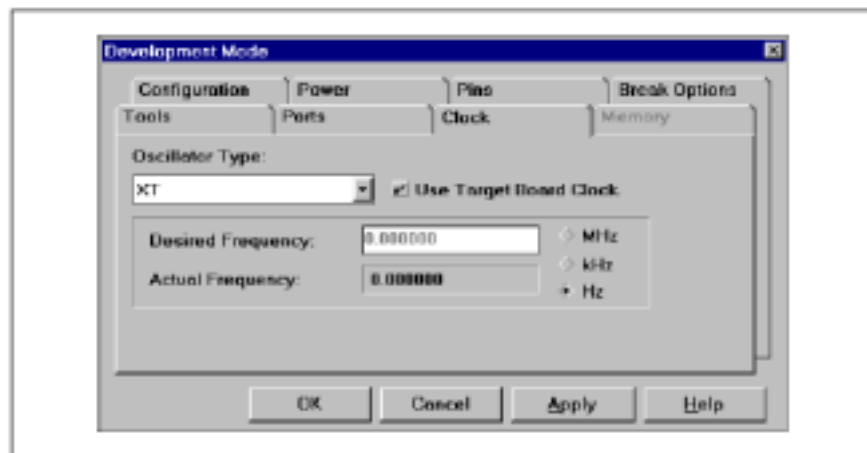 Development Mode
Configuration Power Pins Break Options
Tools Ports Clock Memory
Oscillator Type:
XT Use Target Board Clock
Desired Frequency: 0.000000 MHz
kHz
Actual Frequency: 0.000000
Hz
OK Cancel Apply Help